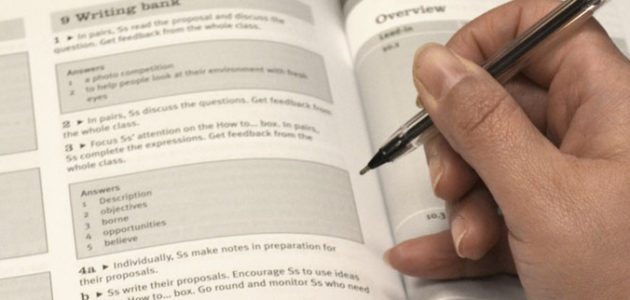 9 Writing bank
1 ▸ In pairs, Ss read the proposal and discuss the
question. Get feedback from the whole class.
Answers
1 a photo competition
2 to help people look at their environment with fresh
eyes
2 ▸ In pairs, Ss discuss the questions. Get feedback from
the whole class.
3 ▸ Focus Ss' attention on the How to... box. In pairs,
Ss complete the expressions. Get feedback from the
whole class.
Answers
1 Description
2 objectives
3 borne
4 opportunities
5 believe
4a ▸ Individually, Ss make notes in preparation for
their proposals.
b ▸ Ss write their proposals. Encourage Ss to use ideas
How to... box. Go round and monitor Ss who need
Overview
Lead-in
10.1
10.3